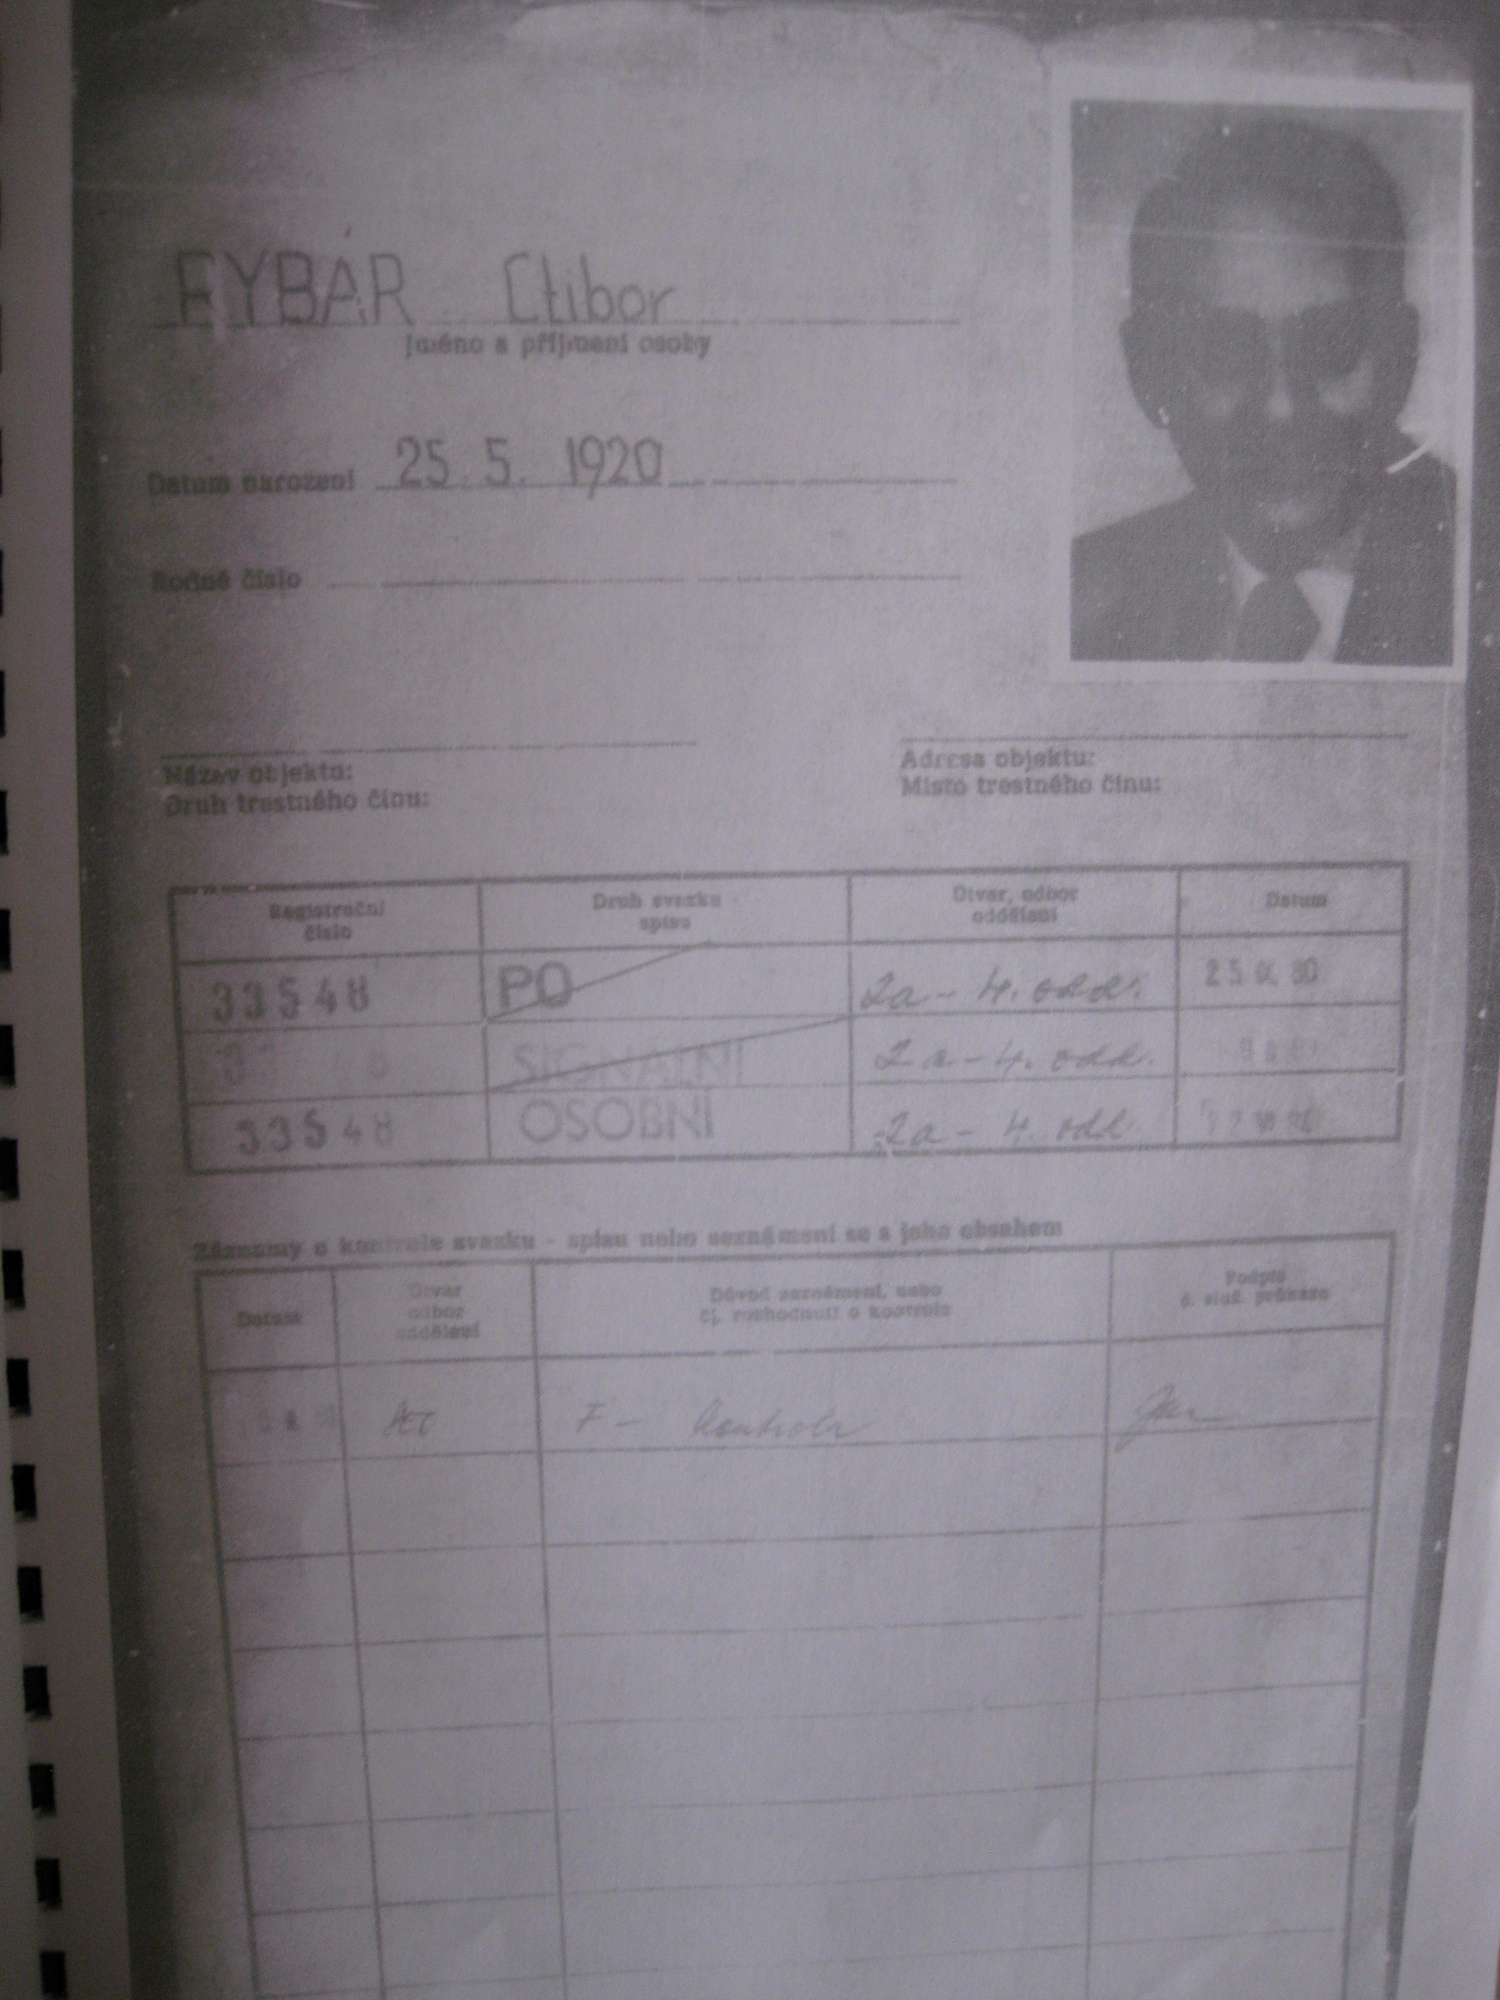 RYBÁR Ctibor
Jméno a příjmení osoby
Datum narození 25. 5. 1920
Rodné číslo
Název objektu:
Druh trestného činu:
Adresa objektu:
Místo trestného činu:
Registrační číslo Druh svazku - spisu Útvar, odbor oddělení Datum
33548 PO 2a - 4. odd.
SIGNÁLNÍ 2a - 4. odd.
33548 OSOBNÍ 2a - 4. odd.
Záznamy o kontrole svazku - spisu nebo seznámení se s jeho obsahem
Datum Útvar odbor oddělení Důvod seznámení, nebo čj. rozhodnutí o kontrole Podpis č. služ. průkazu
F - kontrola